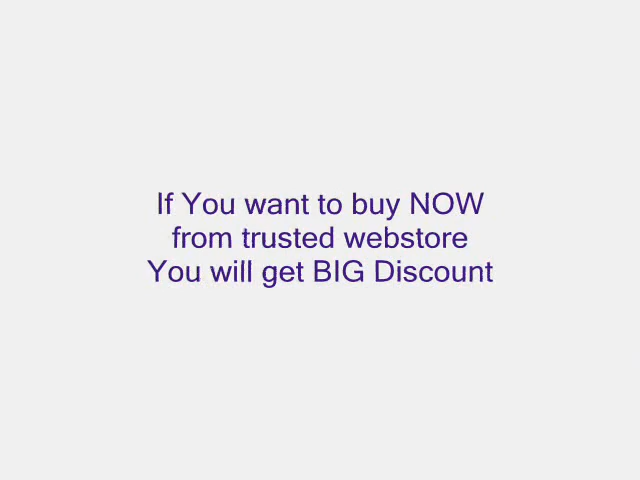 If You want to buy NOW
from trusted webstore
You will get BIG Discount